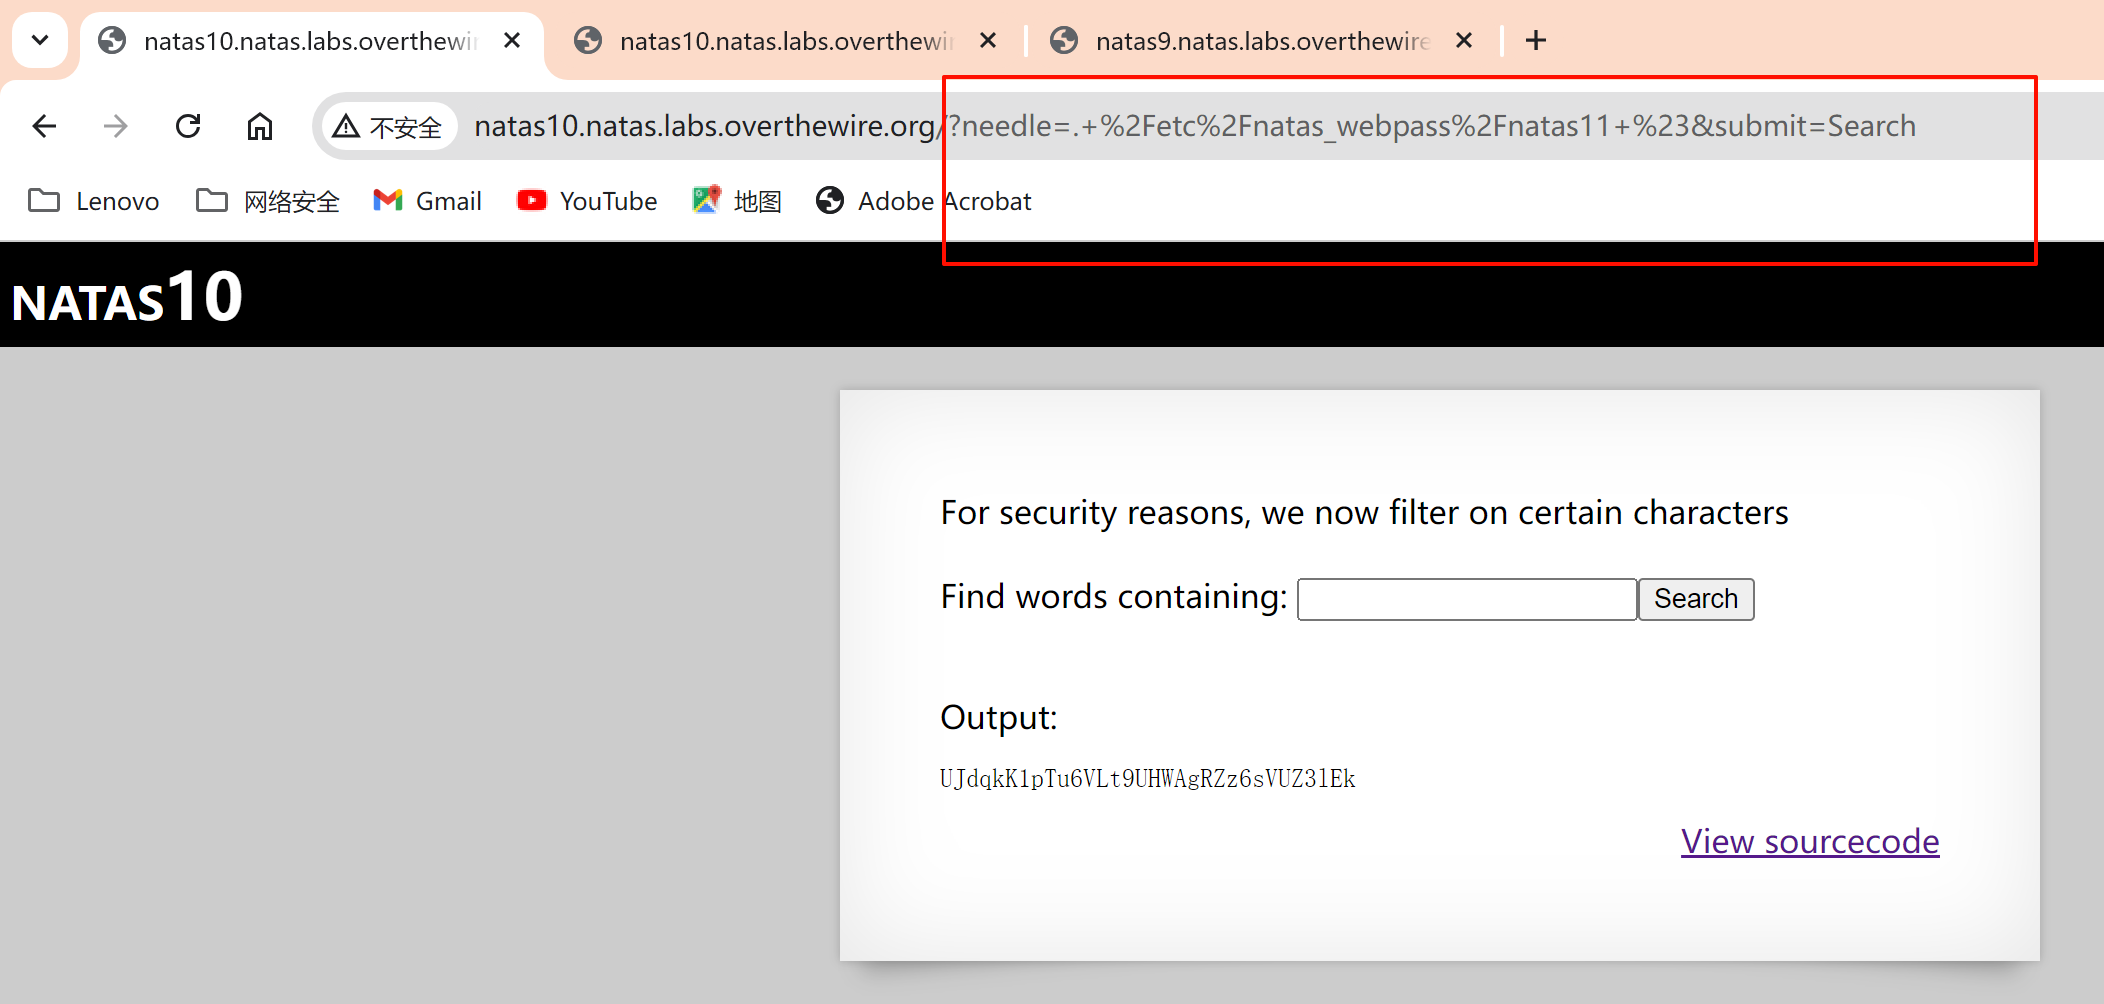 natas10.natas.labs.overthewir
natas10.natas.labs.overthewir
natas9.natas.labs.overthewire
不安全 natas10.natas.labs.overthewire.org/?needle=.+%2Fetc%2Fnatas_webpass%2Fnatas11+%23&submit=Search
Lenovo 网络安全 Gmail YouTube 地图 Adobe Acrobat
NATAS10
For security reasons, we now filter on certain characters
Find words containing: Search
Output:
UJdqkK1pTu6VLt9UHWAgRZz6sVUZ3lEk
View sourcecode